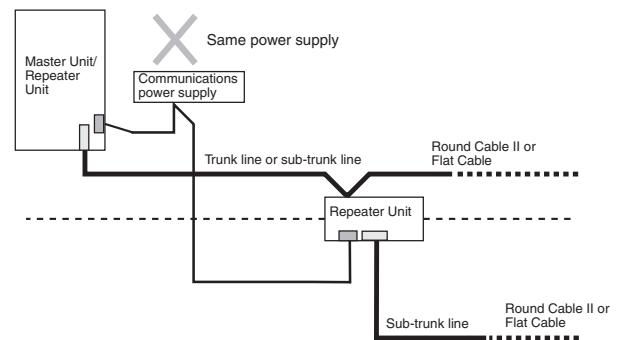 Same power supply
Master Unit/
Repeater
Unit
Communications
power supply
Trunk line or sub-trunk line
Round Cable II or
Flat Cable
Repeater Unit
Sub-trunk line
Round Cable II or
Flat Cable